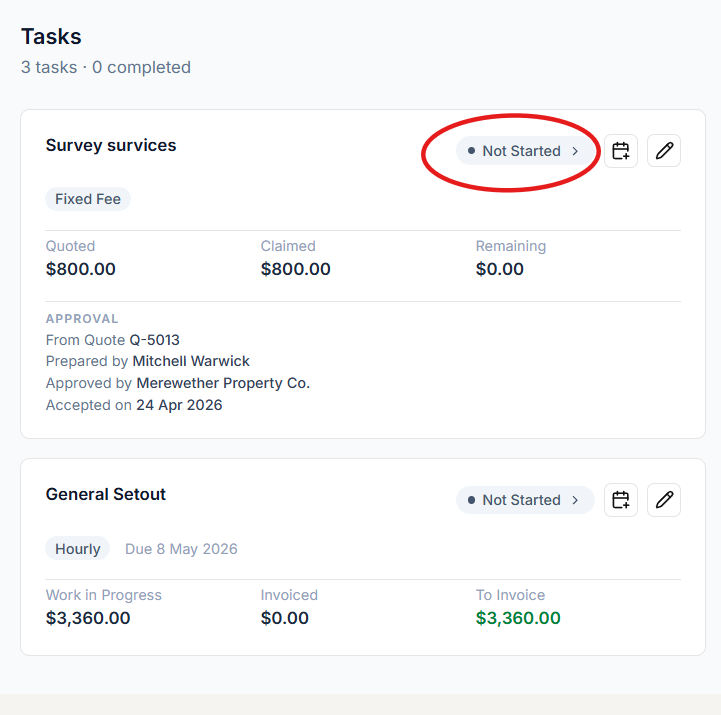 Tasks
3 tasks · 0 completed
Survey survices
Not Started
Fixed Fee
Quoted Claimed Remaining
$800.00 $800.00 $0.00
APPROVAL
From Quote Q-5013
Prepared by Mitchell Warwick
Approved by Merewether Property Co.
Accepted on 24 Apr 2026
General Setout
Not Started
Hourly Due 8 May 2026
Work in Progress Invoiced To Invoice
$3,360.00 $0.00 $3,360.00